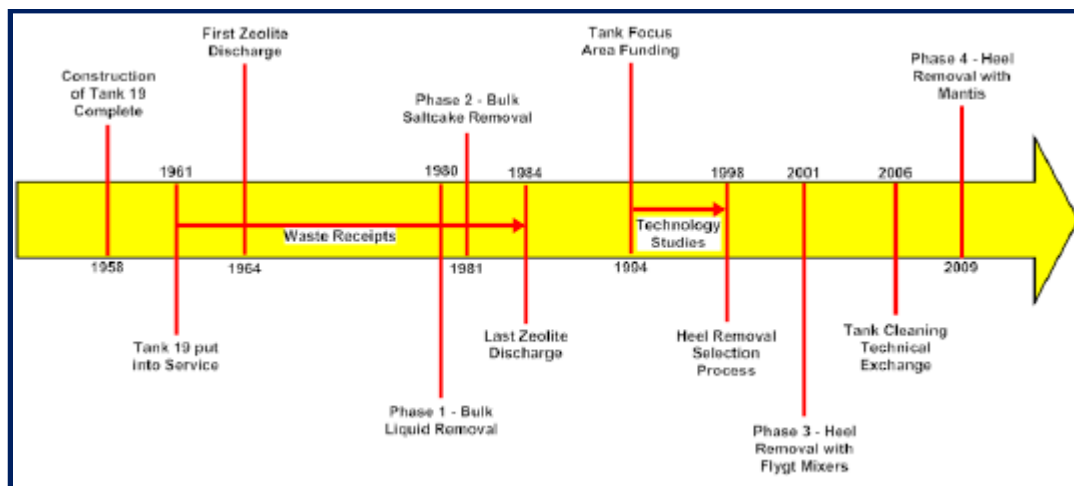 First Zeolite
Discharge
Tank Focus
Area Funding
Phase 4 - Heel
Removal with
Mantis
Construction
of Tank 19
Complete
Phase 2 - Bulk
Saltcake Removal
1961
1980
1984
1998
2001
2006
Waste Receipts
Technology
Studies
1958
1964
1981
1994
2009
Tank 19 put
into Service
Last Zeolite
Discharge
Heel Removal
Selection
Process
Tank Cleaning
Technical
Exchange
Phase 1 - Bulk
Liquid Removal
Phase 3 - Heel
Removal with
Flygt Mixers